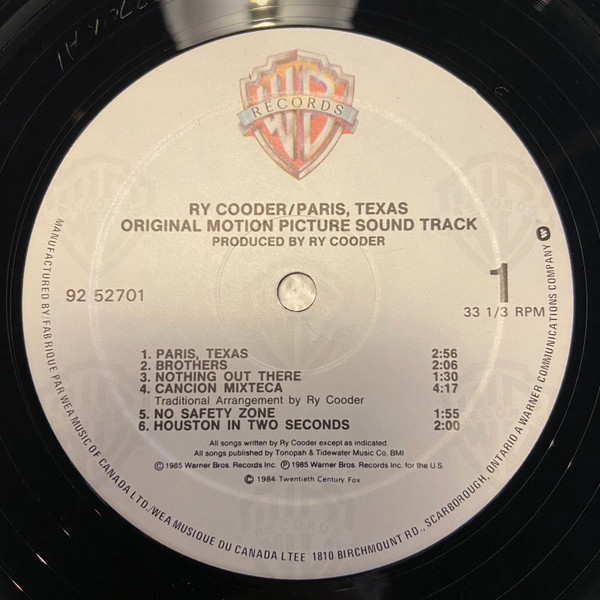 WB
RECORDS
RY COODER/PARIS, TEXAS
ORIGINAL MOTION PICTURE SOUND TRACK
PRODUCED BY RY COODER
92 52701
1
33 1/3 RPM
1. PARIS, TEXAS 2:56
2. BROTHERS 2:06
3. NOTHING OUT THERE 1:30
4. CANCION MIXTECA 4:17
Traditional Arrangement by Ry Cooder
5. NO SAFETY ZONE 1:55
6. HOUSTON IN TWO SECONDS 2:00
All songs written by Ry Cooder except as indicated.
All songs published by Tonopah & Tidewater Music Co. BMI
© 1985 Warner Bros. Records Inc. ℗ 1985 Warner Bros. Records Inc. for the U.S.
© 1984 Twentieth Century Fox
MANUFACTURED BY/FABRIQUE PAR WEA MUSIC OF CANADA LTD./WEA MUSIQUE DU CANADA LTEE 1810 BIRCHMOUNT RD., SCARBOROUGH, ONTARIO A WARNER COMMUNICATIONS COMPANY